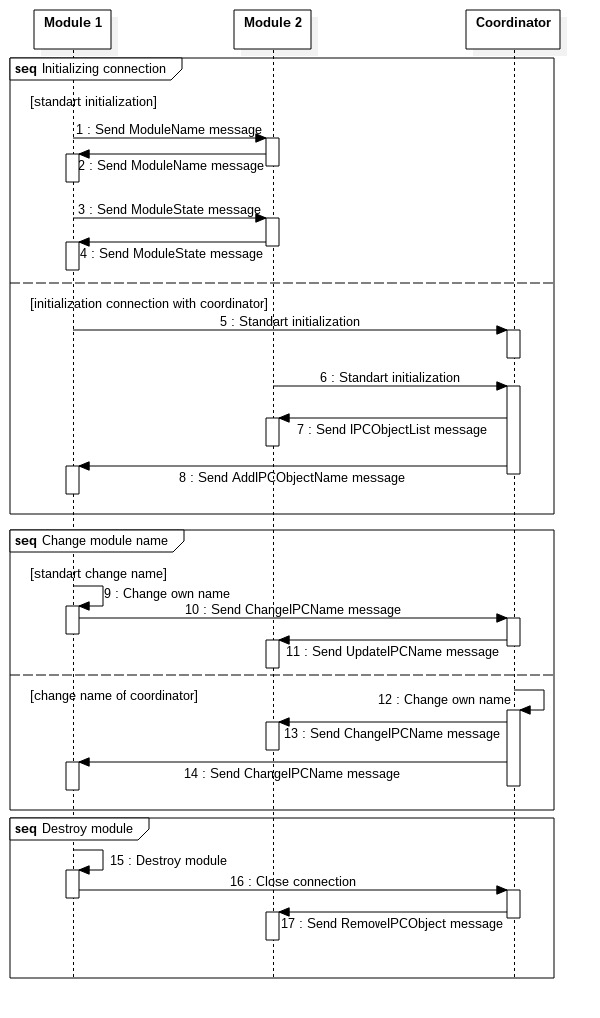 Module 1
Module 2
Coordinator
seq Initializing connection
[standart initialization]
1 : Send ModuleName message
2 : Send ModuleName message
3 : Send ModuleState message
4 : Send ModuleState message
[initialization connection with coordinator]
5 : Standart initialization
6 : Standart initialization
7 : Send IPCObjectList message
8 : Send AddIPCObjectName message
seq Change module name
[standart change name]
9 : Change own name
10 : Send ChangeIPCName message
11 : Send UpdateIPCName message
[change name of coordinator]
12 : Change own name
13 : Send ChangeIPCName message
14 : Send ChangeIPCName message
seq Destroy module
15 : Destroy module
16 : Close connection
17 : Send RemoveIPCObject message